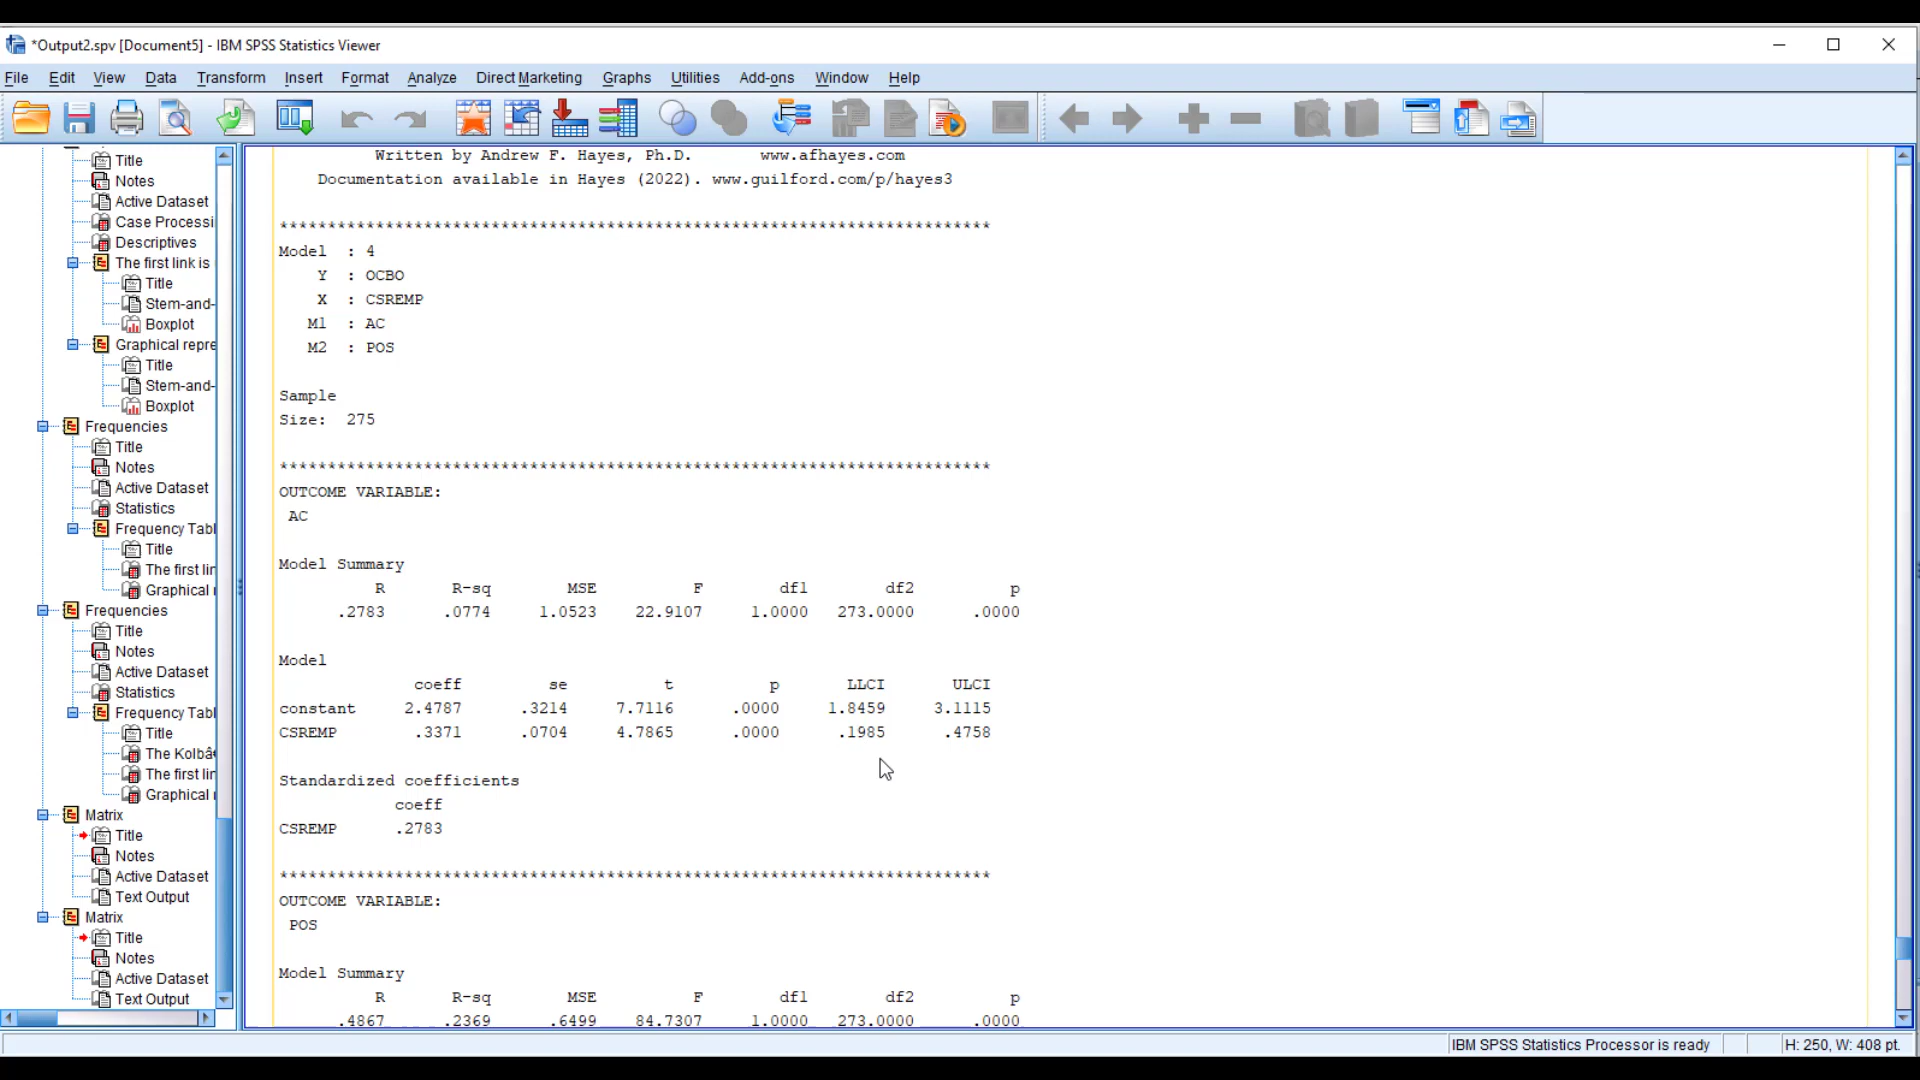 *Output2.spv [Document5] - IBM SPSS Statistics Viewer
File Edit View Data Transform Insert Format Analyze Direct Marketing Graphs Utilities Add-ons Window Help
Title
Notes
Active Dataset
Case Processi
Descriptives
The first link is
Title
Stem-and-
Boxplot
Graphical repre
Title
Stem-and-
Boxplot
Frequencies
Title
Notes
Active Dataset
Statistics
Frequency Tabl
Title
The first lin
Graphical
Frequencies
Title
Notes
Active Dataset
Statistics
Frequency Tabl
Title
The Kolbâ
The first lin
Graphical
Matrix
Title
Notes
Active Dataset
Text Output
Matrix
Title
Notes
Active Dataset
Text Output
Written by Andrew F. Hayes, Ph.D. www.afhayes.com
Documentation available in Hayes (2022). www.guilford.com/p/hayes3
**************************************************************************
Model : 4
Y : OCBO
X : CSREMP
M1 : AC
M2 : POS
Sample
Size: 275
**************************************************************************
OUTCOME VARIABLE:
AC
Model Summary
R R-sq MSE F df1 df2 p
.2783 .0774 1.0523 22.9107 1.0000 273.0000 .0000
Model
coeff se t p LLCI ULCI
constant 2.4787 .3214 7.7116 .0000 1.8459 3.1115
CSREMP .3371 .0704 4.7865 .0000 .1985 .4758
Standardized coefficients
coeff
CSREMP .2783
**************************************************************************
OUTCOME VARIABLE:
POS
Model Summary
R R-sq MSE F df1 df2 p
.4867 .2369 .6499 84.7307 1.0000 273.0000 .0000
IBM SPSS Statistics Processor is ready H: 250, W: 408 pt.